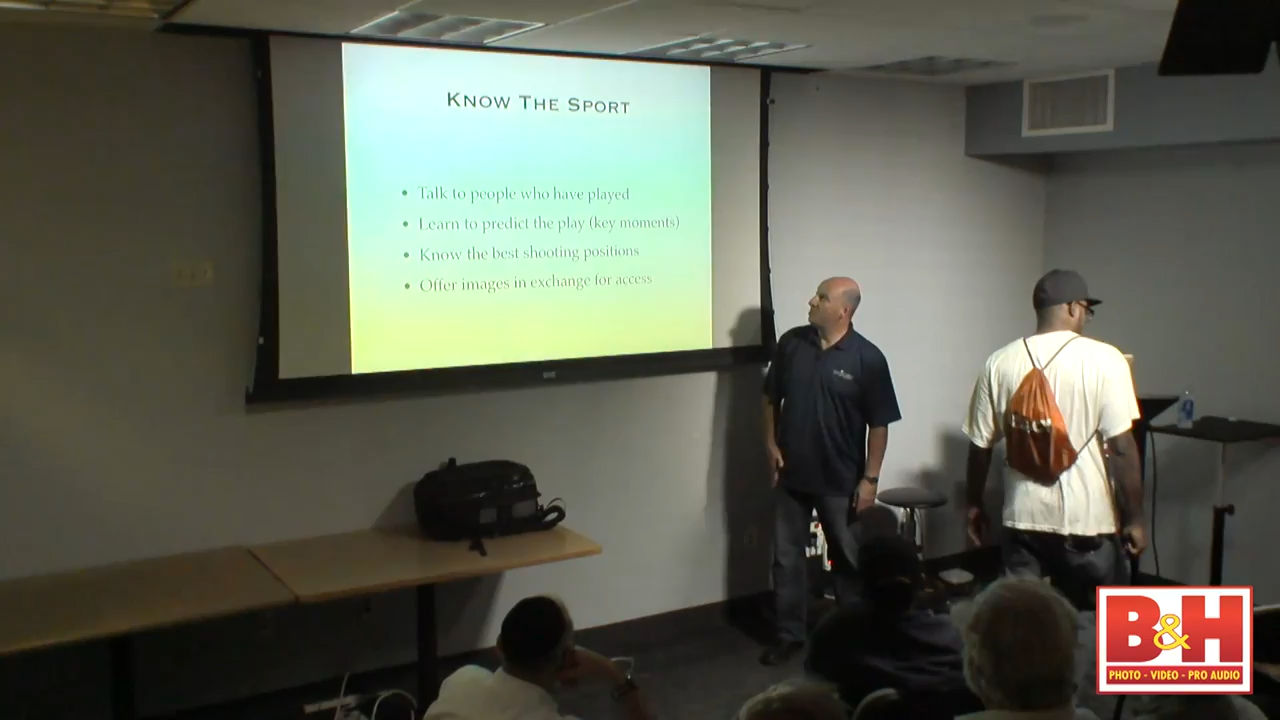 Know The Sport
• Talk to people who have played
• Learn to predict the play (key moments)
• Know the best shooting positions
• Offer images in exchange for access
B&H
PHOTO - VIDEO - PRO AUDIO